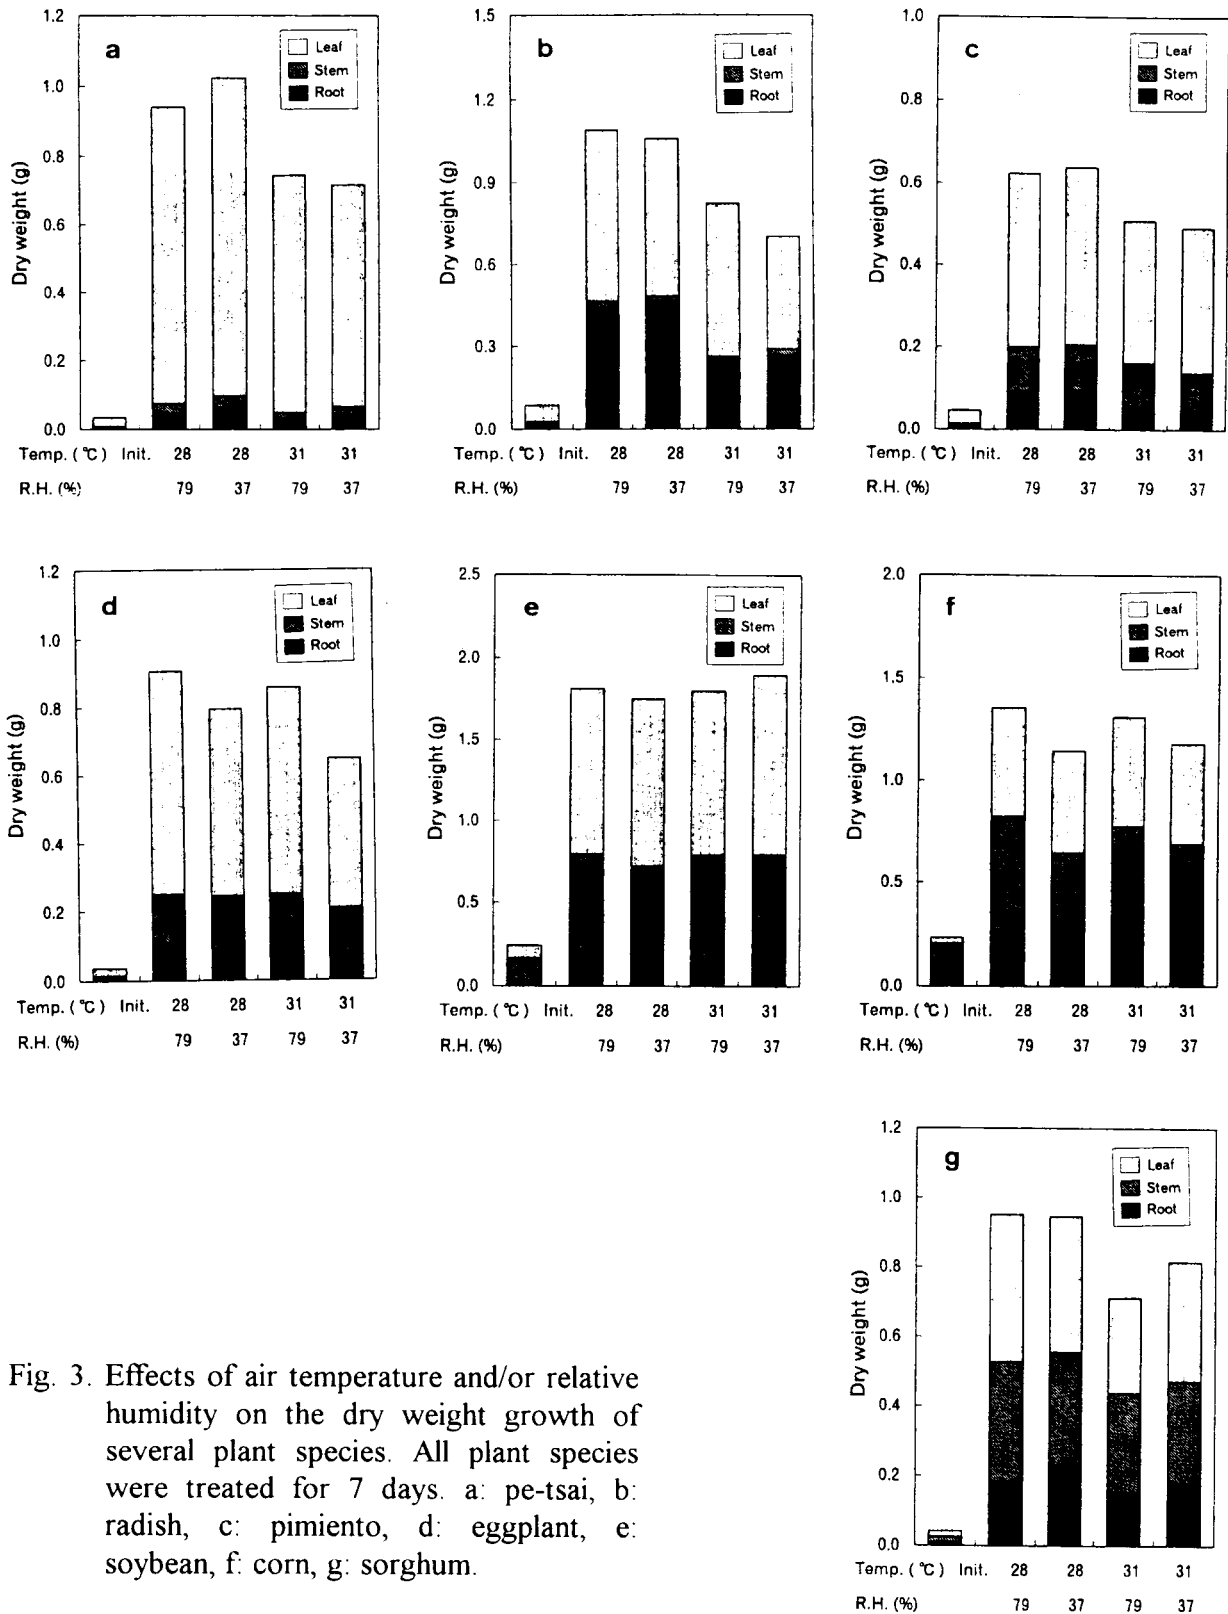 a
Leaf
Stem
Root
1.2
1.0
0.8
0.6
0.4
0.2
0.0
Dry weight (g)
Temp. (℃) Init. 28 28 31 31
R.H. (%) 79 37 79 37
b
Leaf
Stem
Root
1.5
1.2
0.9
0.6
0.3
0.0
Dry weight (g)
Temp. (℃) Init. 28 28 31 31
R.H. (%) 79 37 79 37
c
Leaf
Stem
Root
1.0
0.8
0.6
0.4
0.2
0.0
Dry weight (g)
Temp. (℃) Init. 28 28 31 31
R.H. (%) 79 37 79 37
d
Leaf
Stem
Root
1.2
1.0
0.8
0.6
0.4
0.2
0.0
Dry weight (g)
Temp. (℃) Init. 28 28 31 31
R.H. (%) 79 37 79 37
e
Leaf
Stem
Root
2.5
2.0
1.5
1.0
0.5
0.0
Dry weight (g)
Temp. (℃) Init. 28 28 31 31
R.H. (%) 79 37 79 37
f
Leaf
Stem
Root
2.0
1.5
1.0
0.5
0.0
Dry weight (g)
Temp. (℃) Init. 28 28 31 31
R.H. (%) 79 37 79 37
g
Leaf
Stem
Root
1.2
1.0
0.8
0.6
0.4
0.2
0.0
Dry weight (g)
Temp. (℃) Init. 28 28 31 31
R.H. (%) 79 37 79 37
Fig. 3. Effects of air temperature and/or relative
humidity on the dry weight growth of
several plant species. All plant species
were treated for 7 days. a: pe-tsai, b:
radish, c: pimiento, d: eggplant, e:
soybean, f: corn, g: sorghum.